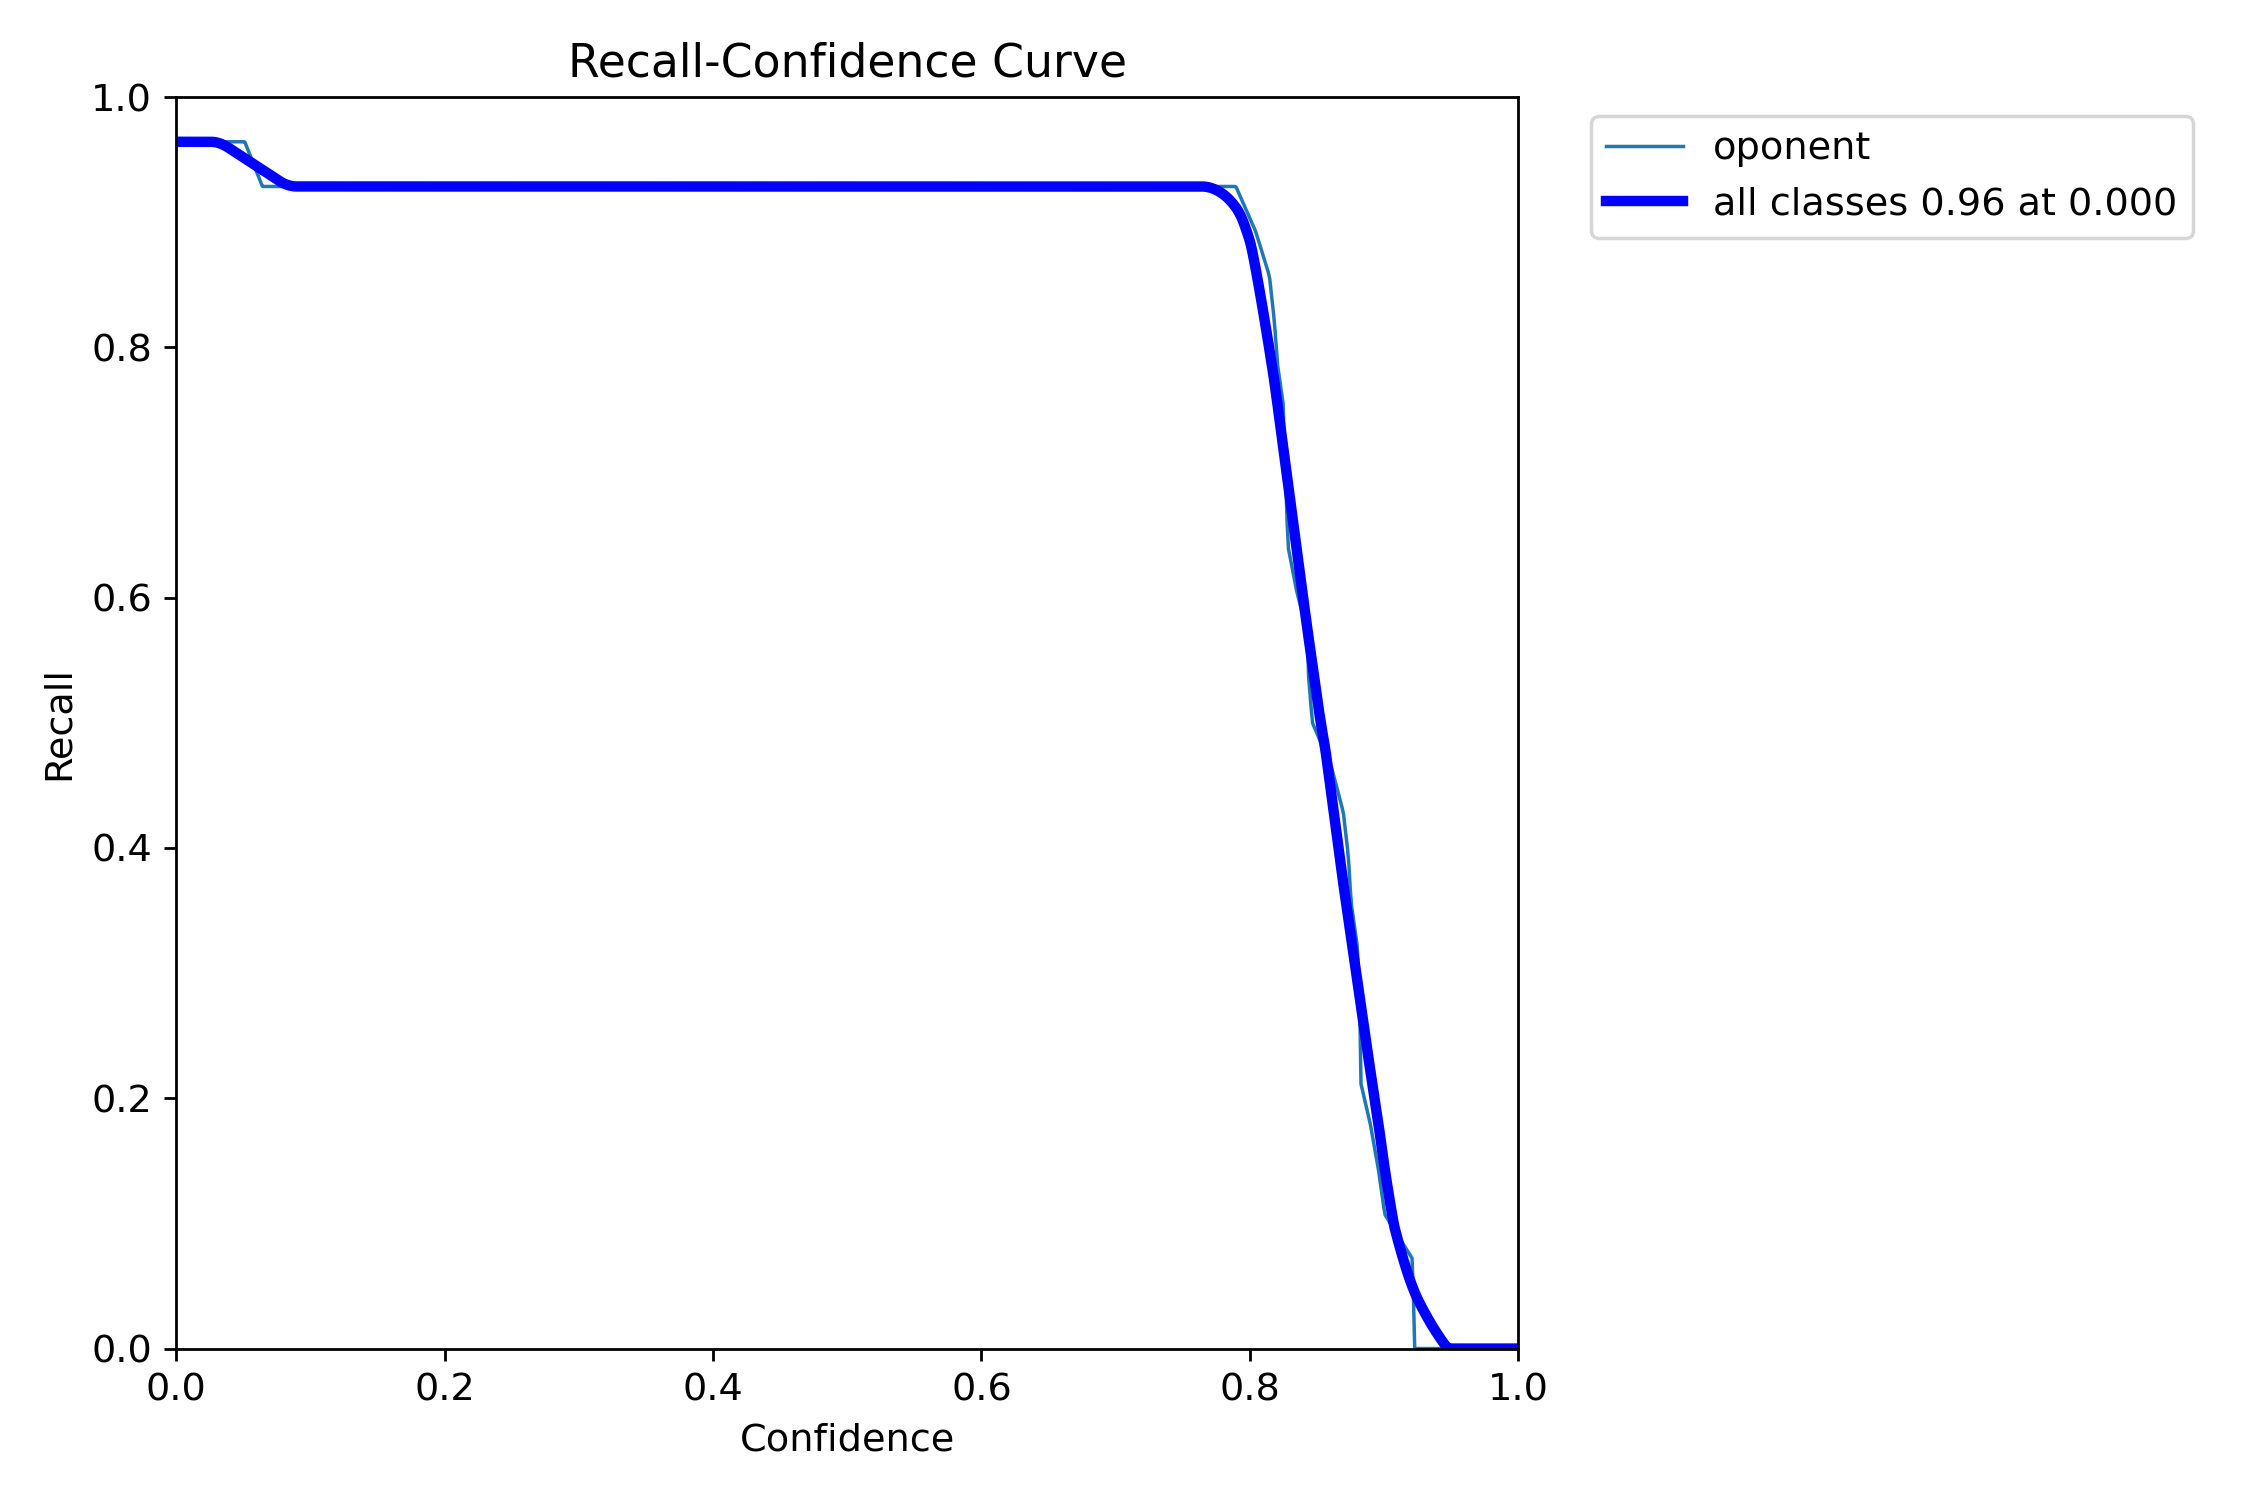 Recall-Confidence Curve
1.0
0.8
0.6
0.4
0.2
0.0
Recall
0.0 0.2 0.4 0.6 0.8 1.0
Confidence
oponent
all classes 0.96 at 0.000